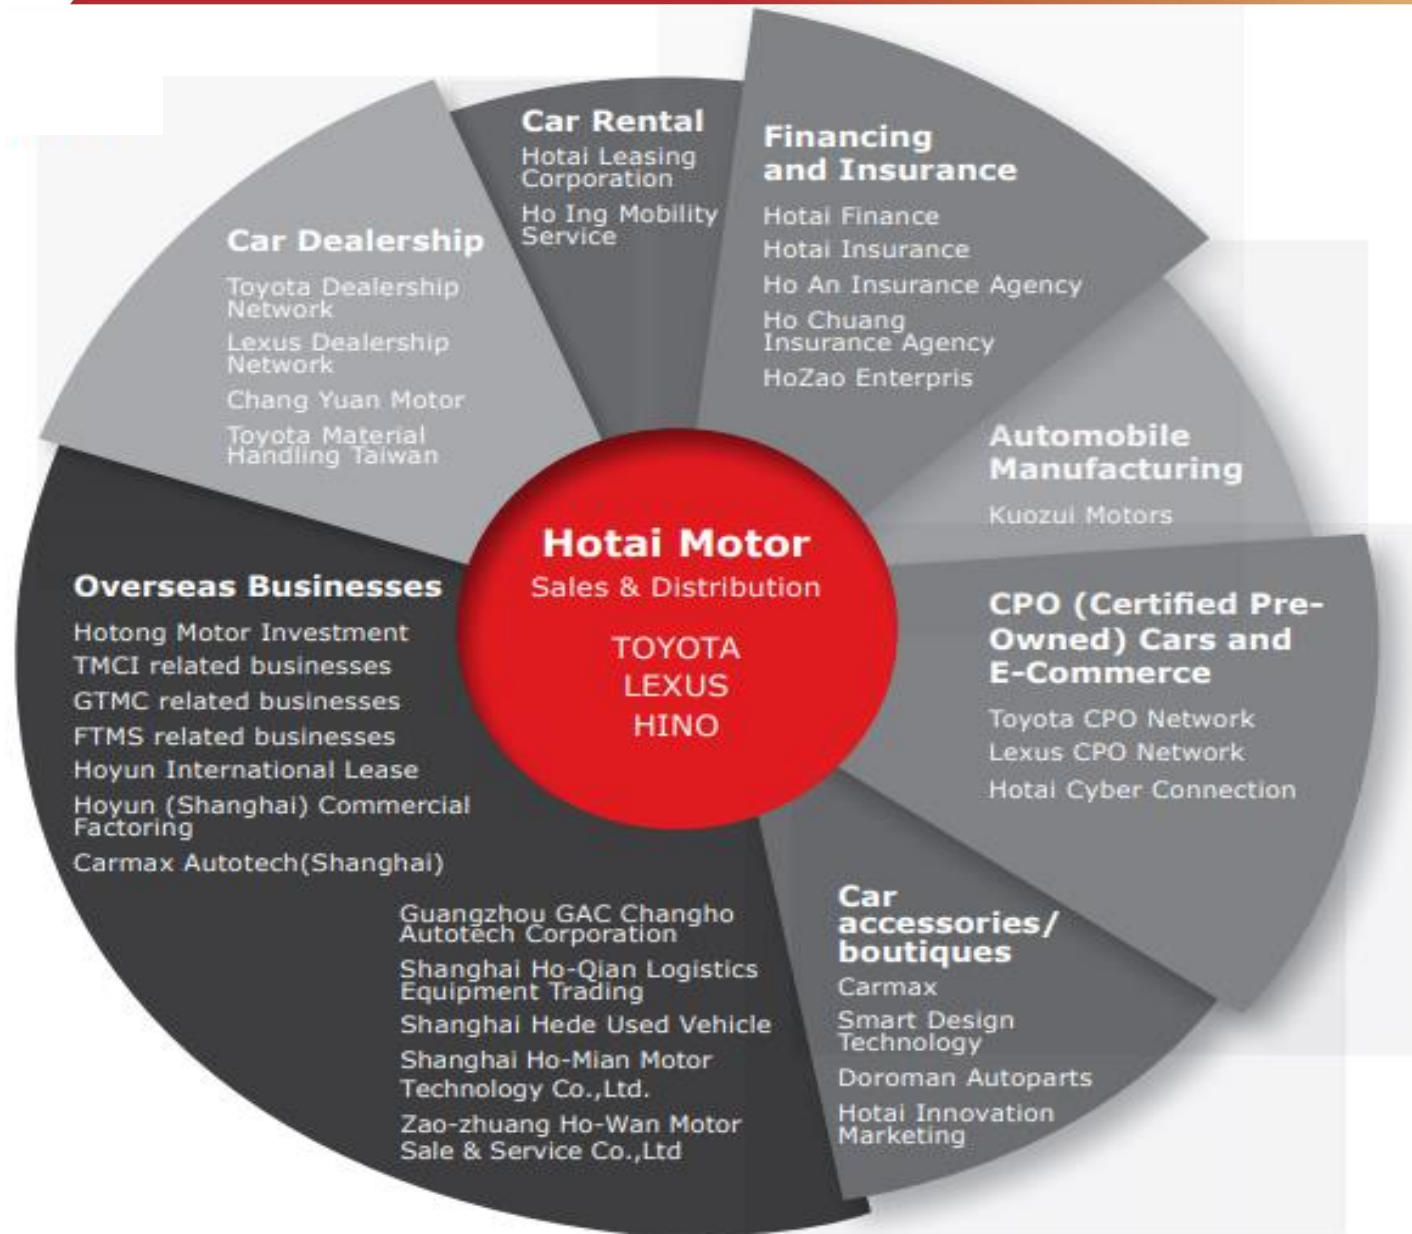 Car Rental
Hotai Leasing
Corporation
Ho Ing Mobility
Service
Financing
and Insurance
Hotai Finance
Hotai Insurance
Ho An Insurance Agency
Ho Chuang
Insurance Agency
HoZao Enterpris
Car Dealership
Toyota Dealership
Network
Lexus Dealership
Network
Chang Yuan Motor
Toyota Material
Handling Taiwan
Automobile
Manufacturing
Kuozui Motors
Hotai Motor
Sales & Distribution
TOYOTA
LEXUS
HINO
Overseas Businesses
Hotong Motor Investment
TMCI related businesses
GTMC related businesses
FTMS related businesses
Hoyun International Lease
Hoyun (Shanghai) Commercial
Factoring
Carmax Autotech(Shanghai)
Guangzhou GAC Changho
Autotech Corporation
Shanghai Ho-Qian Logistics
Equipment Trading
Shanghai Hede Used Vehicle
Shanghai Ho-Mian Motor
Technology Co.,Ltd.
Zao-zhuang Ho-Wan Motor
Sale & Service Co.,Ltd
CPO (Certified Pre-
Owned) Cars and
E-Commerce
Toyota CPO Network
Lexus CPO Network
Hotai Cyber Connection
Car
accessories/
boutiques
Carmax
Smart Design
Technology
Doroman Autoparts
Hotai Innovation
Marketing